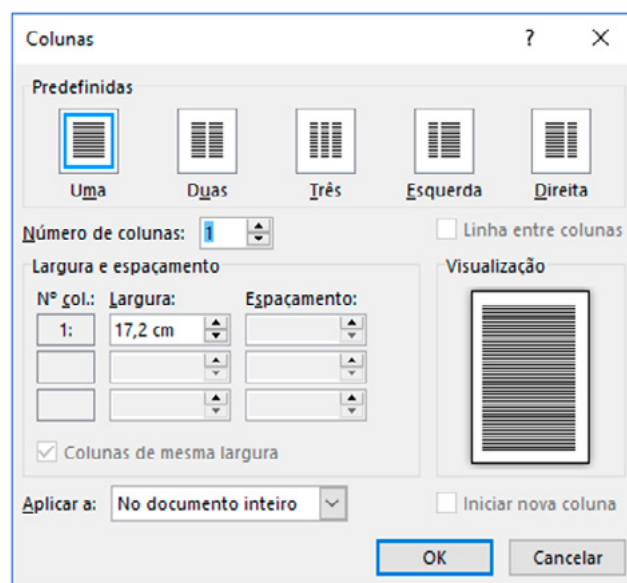 Colunas ?
Predefinidas
Uma Duas Três Esquerda Direita
Número de colunas: 1 Linha entre colunas
Largura e espaçamento Visualização
Nº col.: Largura: Espaçamento:
1: 17,2 cm
Colunas de mesma largura
Aplicar a: No documento inteiro Iniciar nova coluna
OK Cancelar